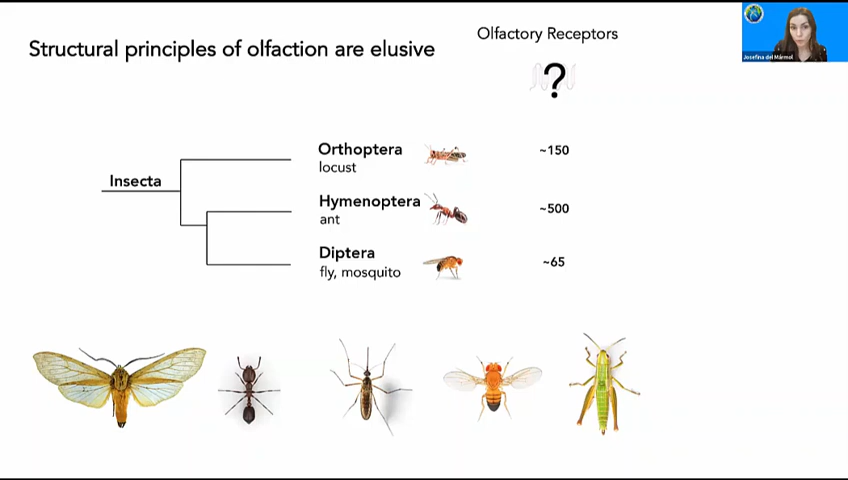 Structural principles of olfaction are elusive
Olfactory Receptors
?
Josefina del Mármol
Insecta
Orthoptera
locust
~150
Hymenoptera
ant
~500
Diptera
fly, mosquito
~65